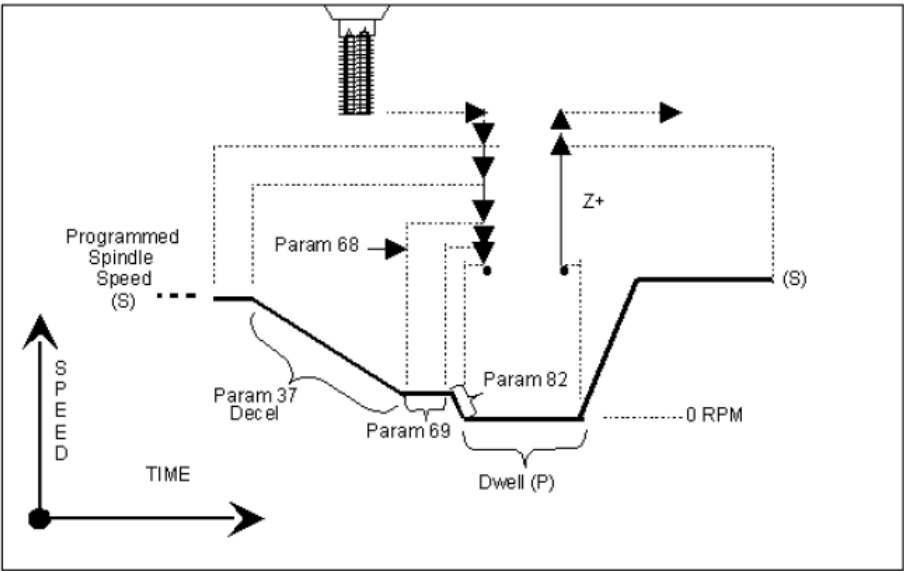 Z+
Param 68
Programmed
Spindle
Speed
(S)
(S)
SPEED
Param 37
Decel
Param 69
Param 82
0 RPM
TIME
Dwell (P)